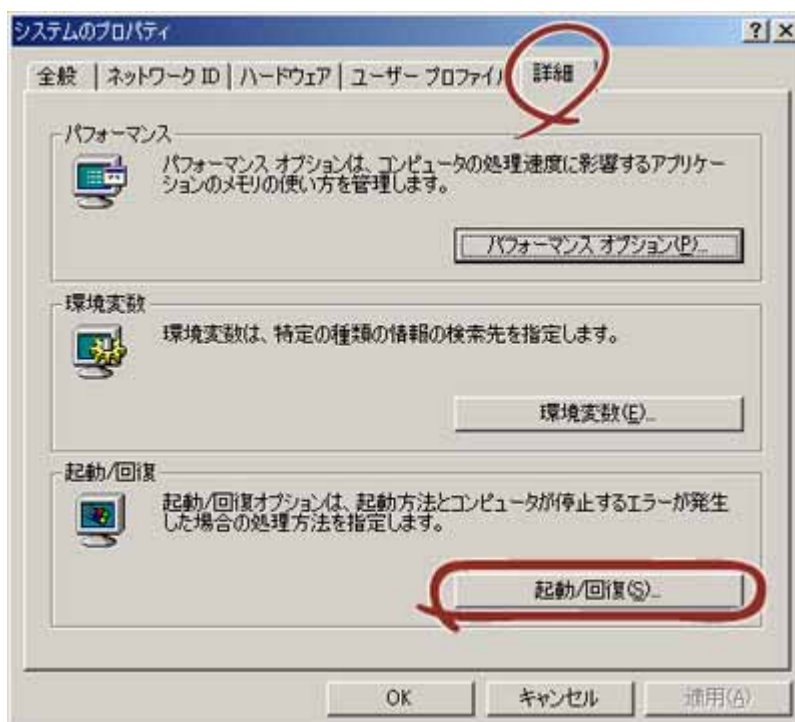 システムのプロパティ
全般 ネットワーク ID ハードウェア ユーザー プロファイル 詳細
パフォーマンス
パフォーマンス オプションは、コンピュータの処理速度に影響するアプリケー
ションのメモリの使い方を管理します。
パフォーマンス オプション(P)...
環境変数
環境変数は、特定の種類の情報の検索先を指定します。
環境変数(E)...
起動/回復
起動/回復オプションは、起動方法とコンピュータが停止するエラーが発生
した場合の処理方法を指定します。
起動/回復(S)...
OK キャンセル 適用(A)